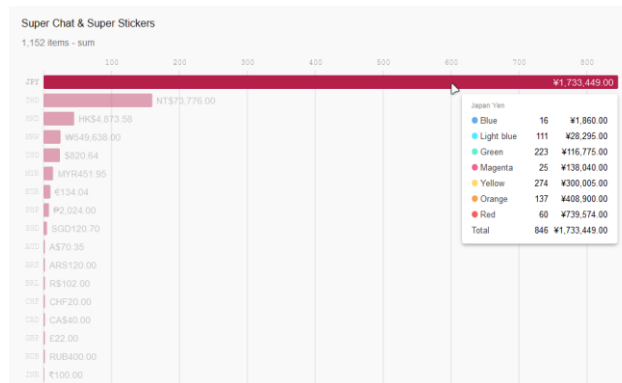 Super Chat & Super Stickers
1,152 items - sum
100 200 300 400 500 600 700 800
JPY ¥1,733,449.00
TWD NT$73,776.00
HKD HK$4,873.58
KRW ₩549,638.00
USD $820.64
MYR MYR451.95
EUR €134.04
PHP ₱2,024.00
SGD SGD120.70
AUD A$70.35
ARS ARS120.00
BRL R$102.00
CHF CHF20.00
CAD CA$40.00
GBP £22.00
RUB RUB400.00
INR ₹100.00
Japan Yen
Blue 16 ¥1,860.00
Light blue 111 ¥28,295.00
Green 223 ¥116,775.00
Magenta 25 ¥138,040.00
Yellow 274 ¥300,005.00
Orange 137 ¥408,900.00
Red 60 ¥739,574.00
Total 846 ¥1,733,449.00